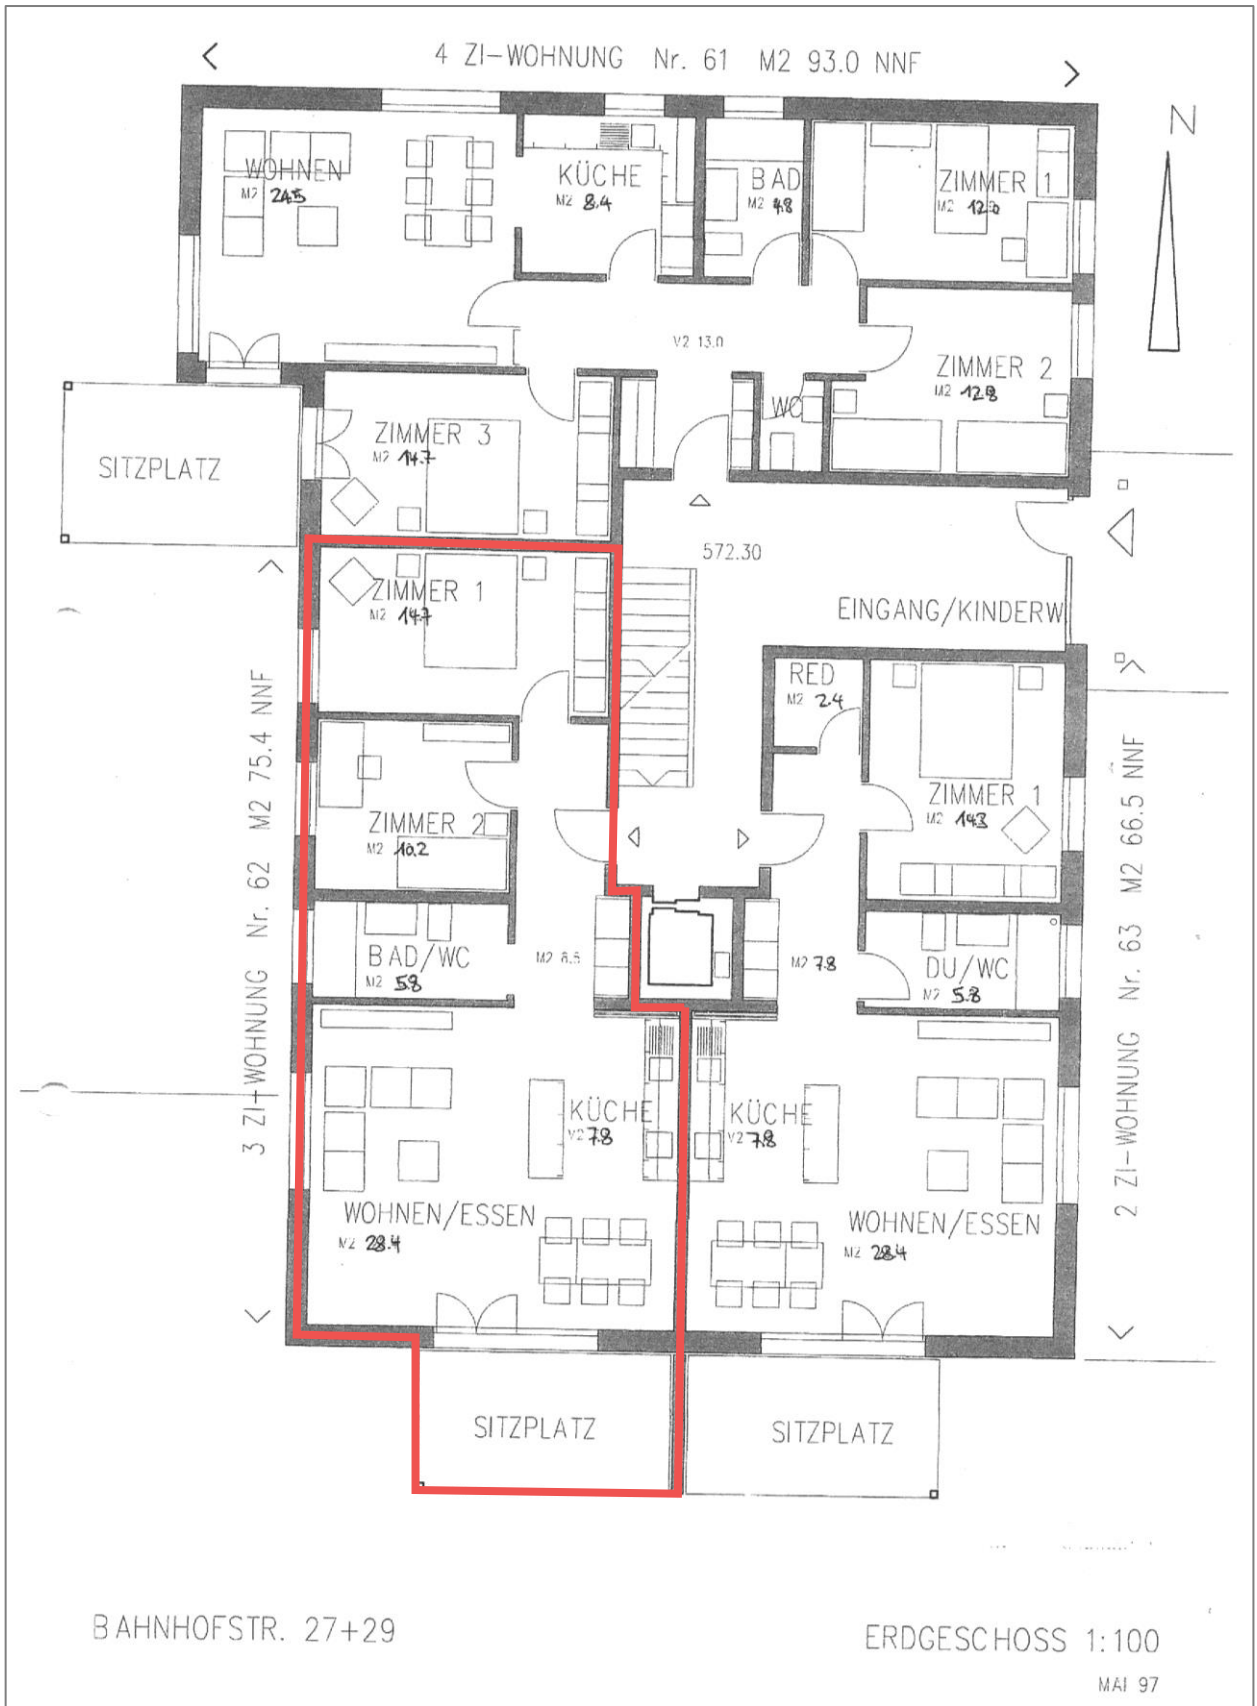 4 ZI-WOHNUNG Nr. 61 M2 93.0 NNF
N
WOHNEN
M2 24.5
KÜCHE
M2 8.4
BAD
M2 4.8
ZIMMER 1
M2
V2 13.0
ZIMMER 2
M2 12.8
WC
ZIMMER 3
M2 14.7
SITZPLATZ
572.30
EINGANG/KINDERW
ZIMMER 1
M2 14.7
RED
M2 2.4
ZIMMER 2
M2 10.2
ZIMMER 1
M2 14.3
3 ZI-WOHNUNG Nr. 62 M2 75.4 NNF
2 ZI-WOHNUNG Nr. 63 M2 66.5 NNF
BAD/WC
M2 5.8
M2 8.5
M2 7.8
DU/WC
M2 5.8
KÜCHE
V2 7.8
KÜCHE
V2 7.8
WOHNEN/ESSEN
M2 28.4
WOHNEN/ESSEN
M2 28.4
SITZPLATZ
SITZPLATZ
BAHNHOFSTR. 27+29
ERDGESCHOSS 1:100
MAI 97